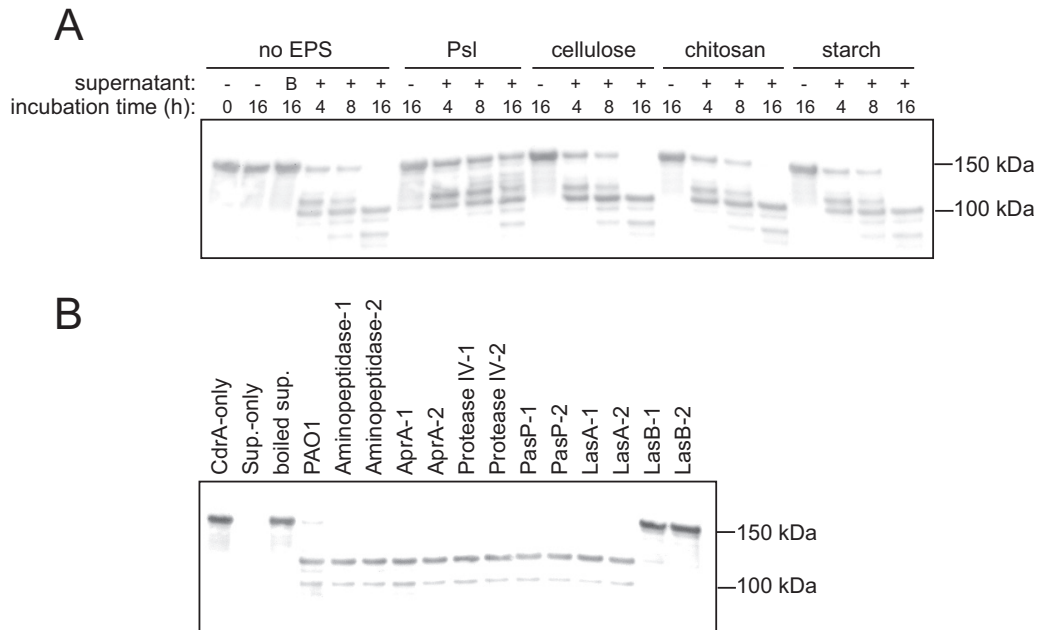 A
no EPS Psl cellulose chitosan starch
supernatant: - - B + + + - + + + - + + + - + + + - + + +
incubation time (h): 0 16 16 4 8 16 16 4 8 16 16 4 8 16 16 4 8 16 16 4 8 16
150 kDa
100 kDa
B
CdrA-only
Sup.-only
boiled sup.
PAO1
Aminopeptidase-1
Aminopeptidase-2
AprA-1
AprA-2
Protease IV-1
Protease IV-2
PasP-1
PasP-2
LasA-1
LasA-2
LasB-1
LasB-2
150 kDa
100 kDa